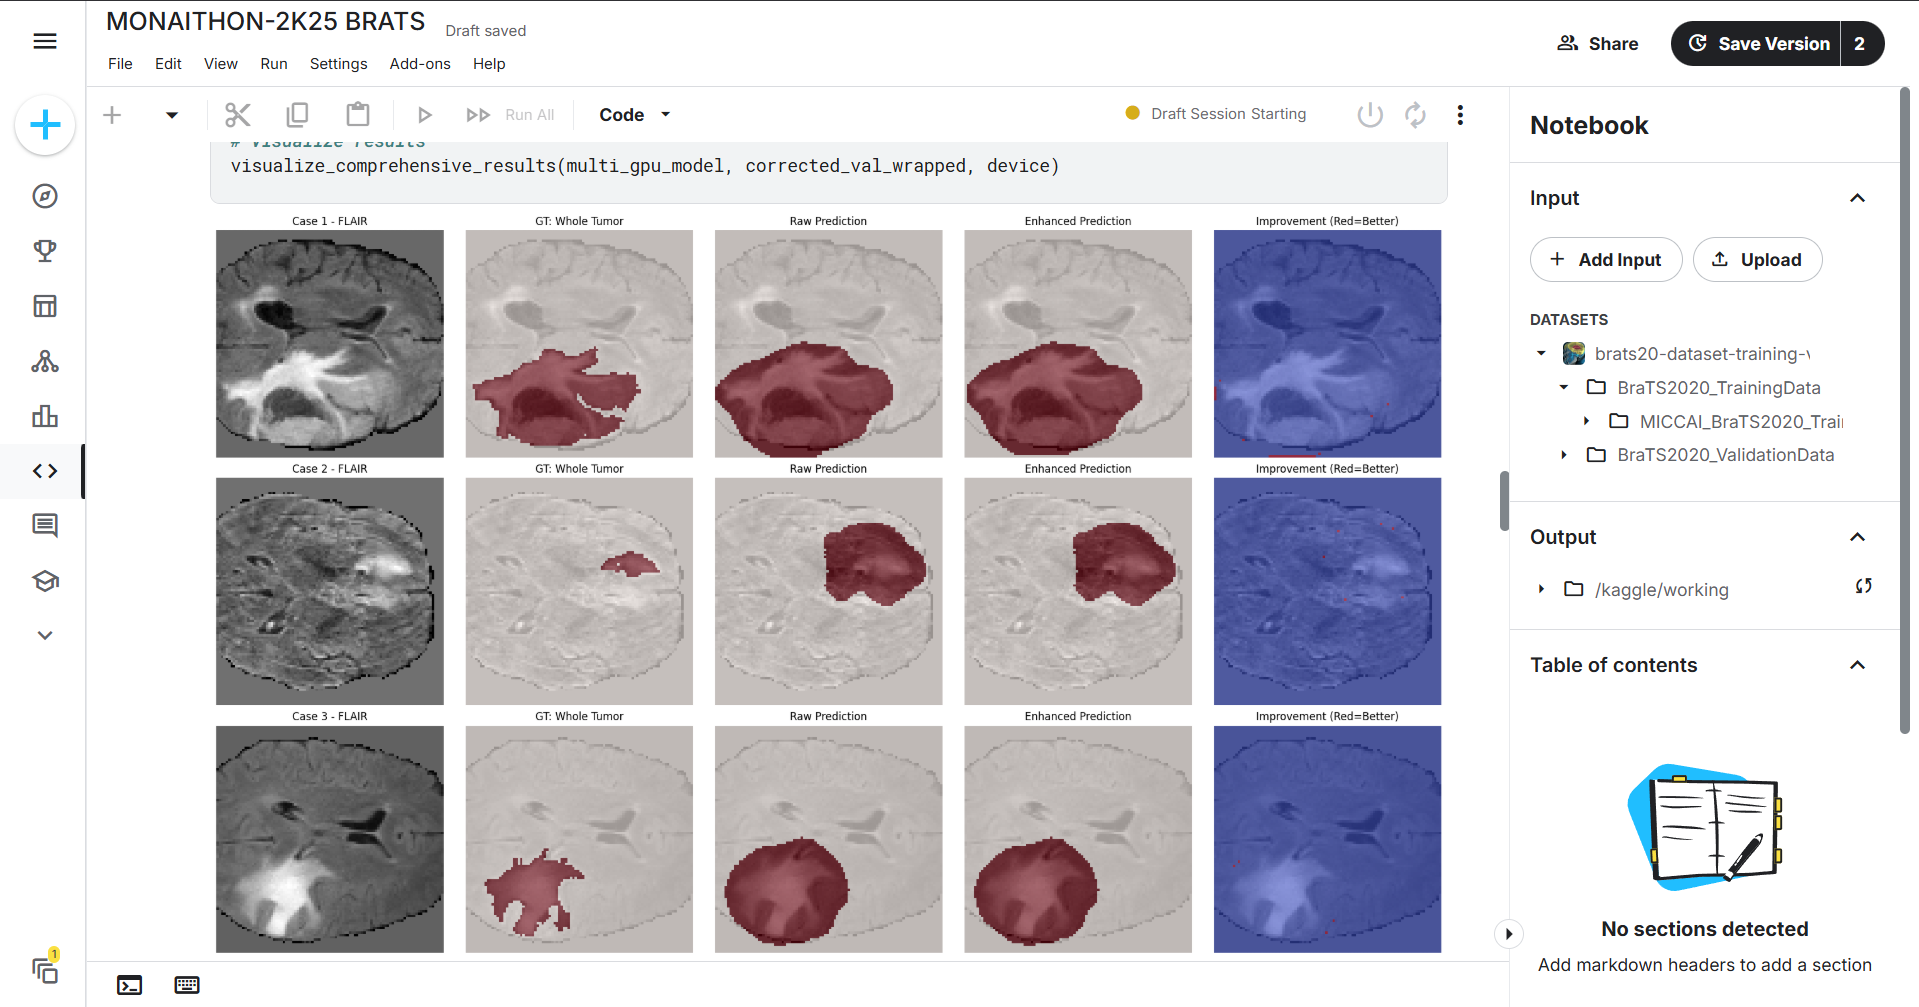 MONAITHON-2K25 BRATS
Draft saved
File Edit View Run Settings Add-ons Help
Share
Save Version 2
Run All
Code
Draft Session Starting
# Visualize results
visualize_comprehensive_results(multi_gpu_model, corrected_val_wrapped, device)
Case 1 - FLAIR GT: Whole Tumor Raw Prediction Enhanced Prediction Improvement (Red=Better)
Case 2 - FLAIR GT: Whole Tumor Raw Prediction Enhanced Prediction Improvement (Red=Better)
Case 3 - FLAIR GT: Whole Tumor Raw Prediction Enhanced Prediction Improvement (Red=Better)
1
Notebook
Input
Add Input Upload
DATASETS
brats20-dataset-training-v
BraTS2020_TrainingData
MICCAI_BraTS2020_Trai
BraTS2020_ValidationData
Output
/kaggle/working
Table of contents
No sections detected
Add markdown headers to add a section